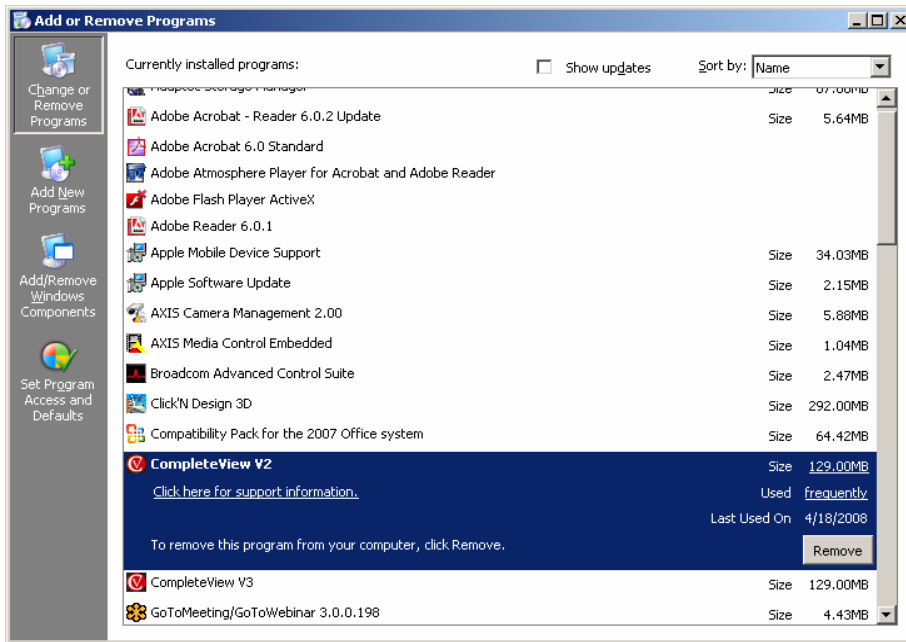 Add or Remove Programs
Change or
Remove
Programs
Add New
Programs
Add/Remove
Windows
Components
Set Program
Access and
Defaults
Currently installed programs:
Show updates
Sort by: Name
Adaptec Storage Manager Size 67.00MB
Adobe Acrobat - Reader 6.0.2 Update Size 5.64MB
Adobe Acrobat 6.0 Standard
Adobe Atmosphere Player for Acrobat and Adobe Reader
Adobe Flash Player ActiveX
Adobe Reader 6.0.1
Apple Mobile Device Support Size 34.03MB
Apple Software Update Size 2.15MB
AXIS Camera Management 2.00 Size 5.88MB
AXIS Media Control Embedded Size 1.04MB
Broadcom Advanced Control Suite Size 2.47MB
Click'N Design 3D Size 292.00MB
Compatibility Pack for the 2007 Office system Size 64.42MB
CompleteView V2 Size 129.00MB
Click here for support information. Used frequently
Last Used On 4/18/2008
To remove this program from your computer, click Remove. Remove
CompleteView V3 Size 129.00MB
GoToMeeting/GoToWebinar 3.0.0.198 Size 4.43MB